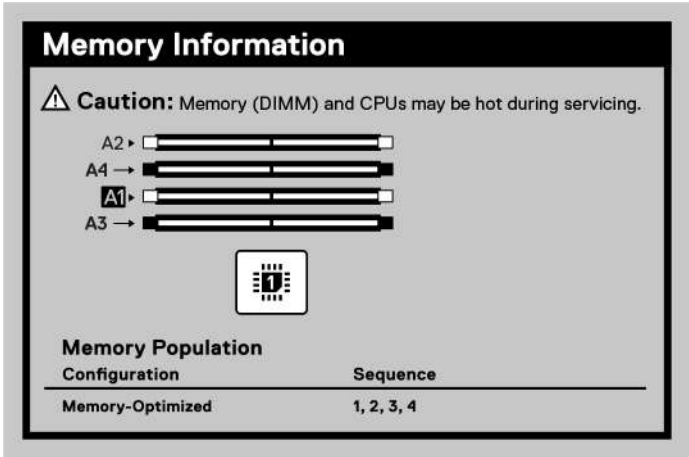 Memory Information
Caution: Memory (DIMM) and CPUs may be hot during servicing.
A2
A4
A1
A3
1
Memory Population
Configuration Sequence
Memory-Optimized 1, 2, 3, 4